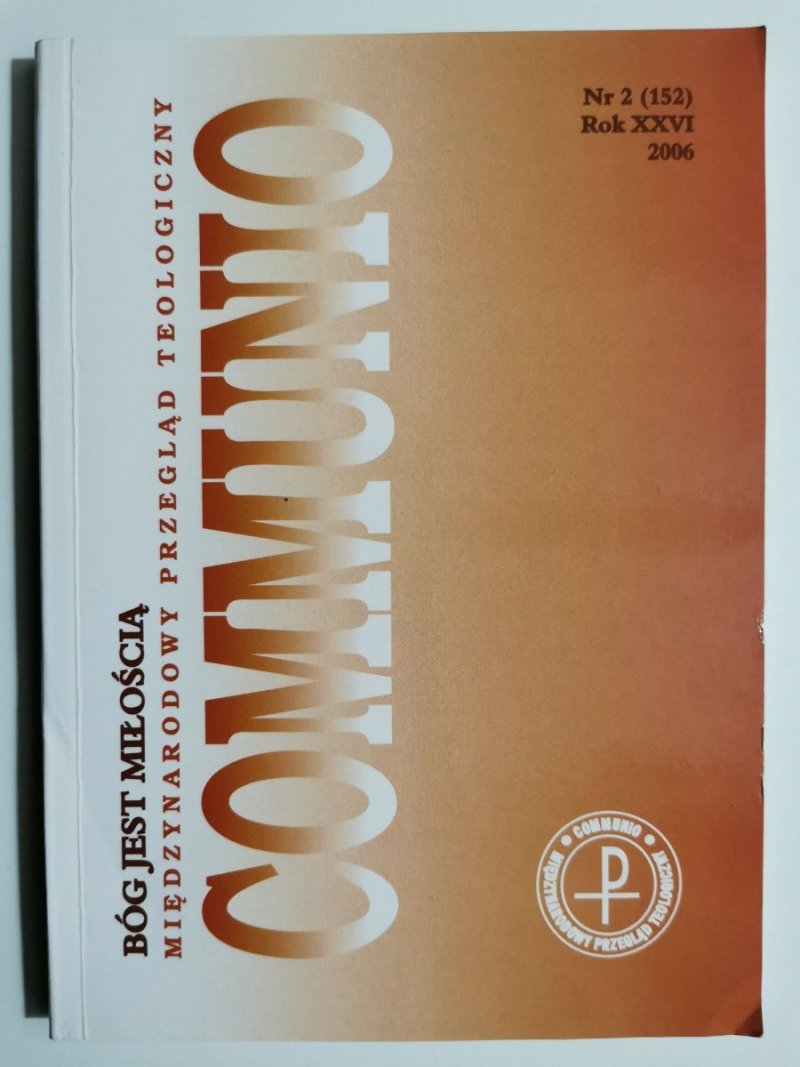 BÓG JEST MIŁOŚCIĄ
MIĘDZYNARODOWY PRZEGLĄD TEOLOGICZNY
COMMUNIO
Nr 2 (152)
Rok XXVI
2006
• COMMUNIO •
MIĘDZYNARODOWY PRZEGLĄD TEOLOGICZNY